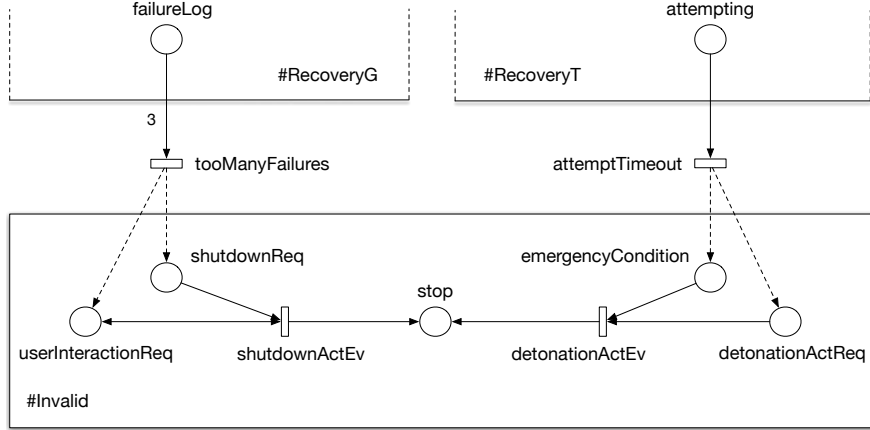 failureLog
attempting
#RecoveryG
#RecoveryT
3
tooManyFailures
attemptTimeout
shutdownReq
emergencyCondition
stop
userInteractionReq
shutdownActEv
detonationActEv
detonationActReq
#Invalid